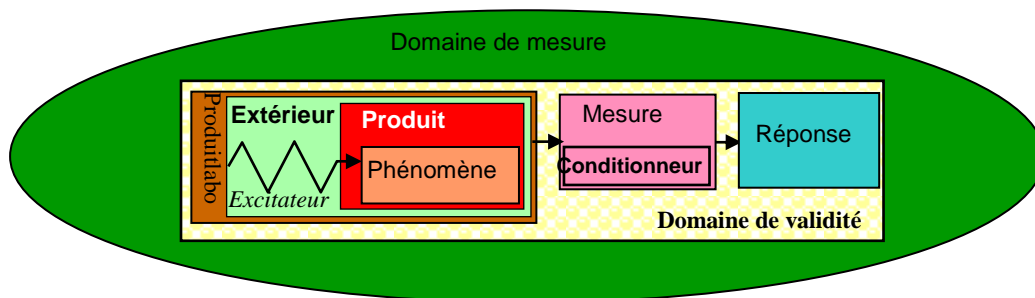 Domaine de mesure
Produitlabo
Extérieur
Excitateur
Produit
Phénomène
Mesure
Conditionneur
Réponse
Domaine de validité